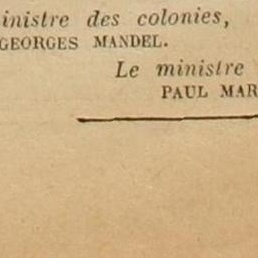 inistre des colonies,
GEORGES MANDEL.
Le ministre
PAUL MAR